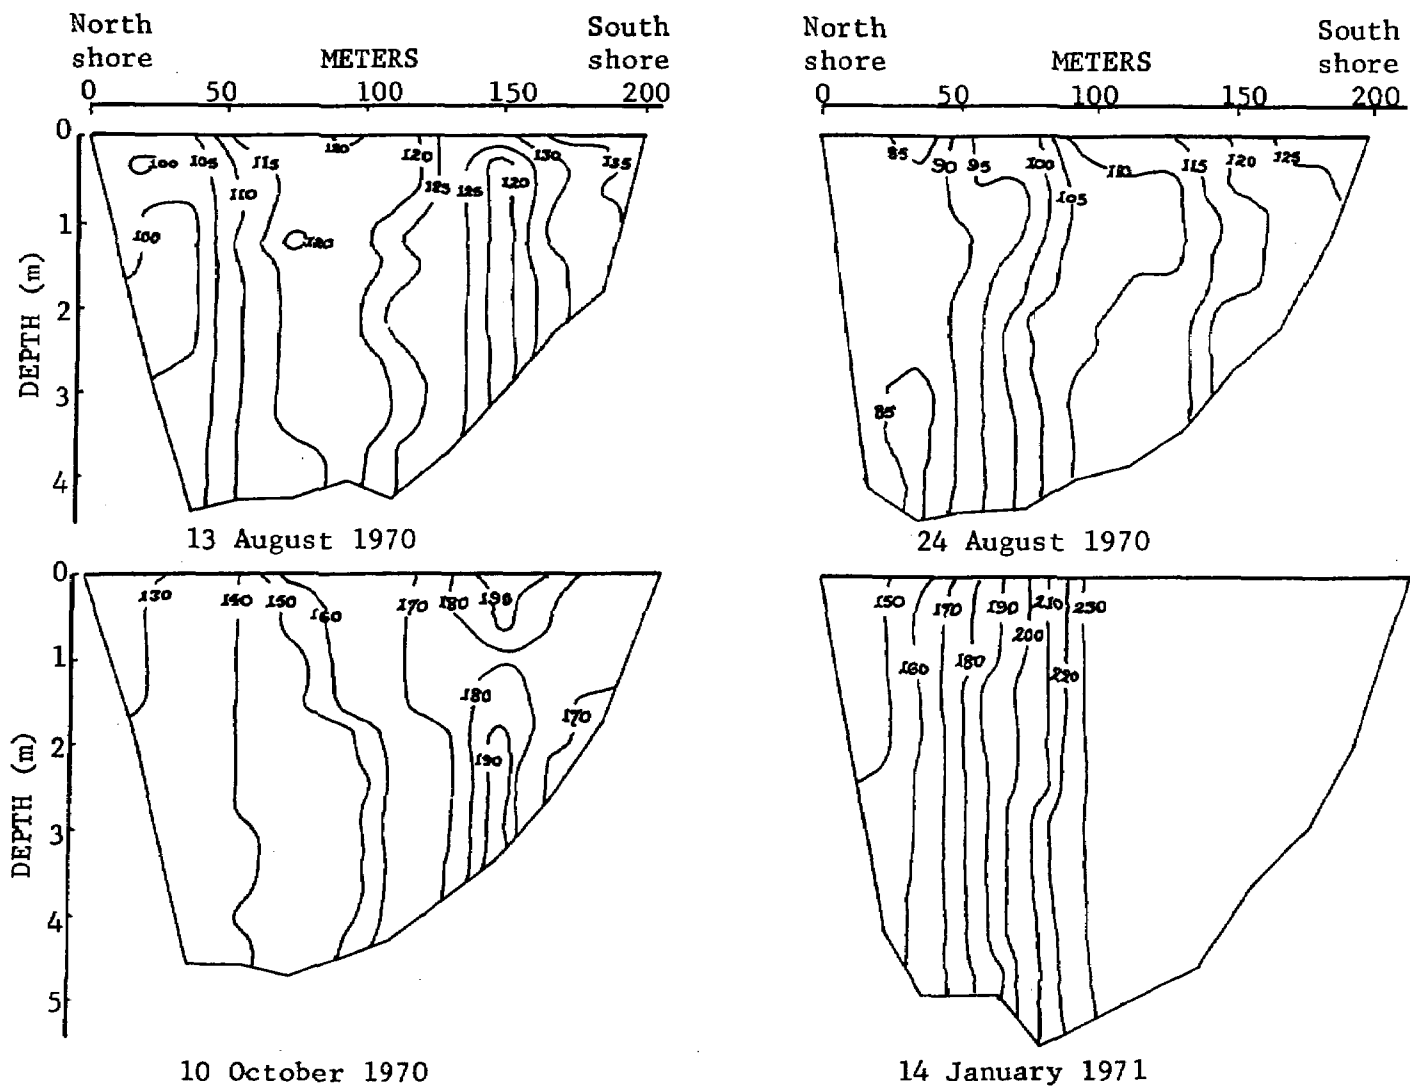 North South
shore METERS shore
0 50 100 150 200
North South
shore METERS shore
0 50 100 150 200
DEPTH (m)
0
1
2
3
4
100 105 115 120 120 130 135
110 125 125 120
100 120
13 August 1970
85 90 95 100 110 115 120 125
105
85
24 August 1970
DEPTH (m)
0
1
2
3
4
5
130 140 150 160 170 180 190
180 170
190
10 October 1970
150 170 190 210 230
200
160 180 220
14 January 1971